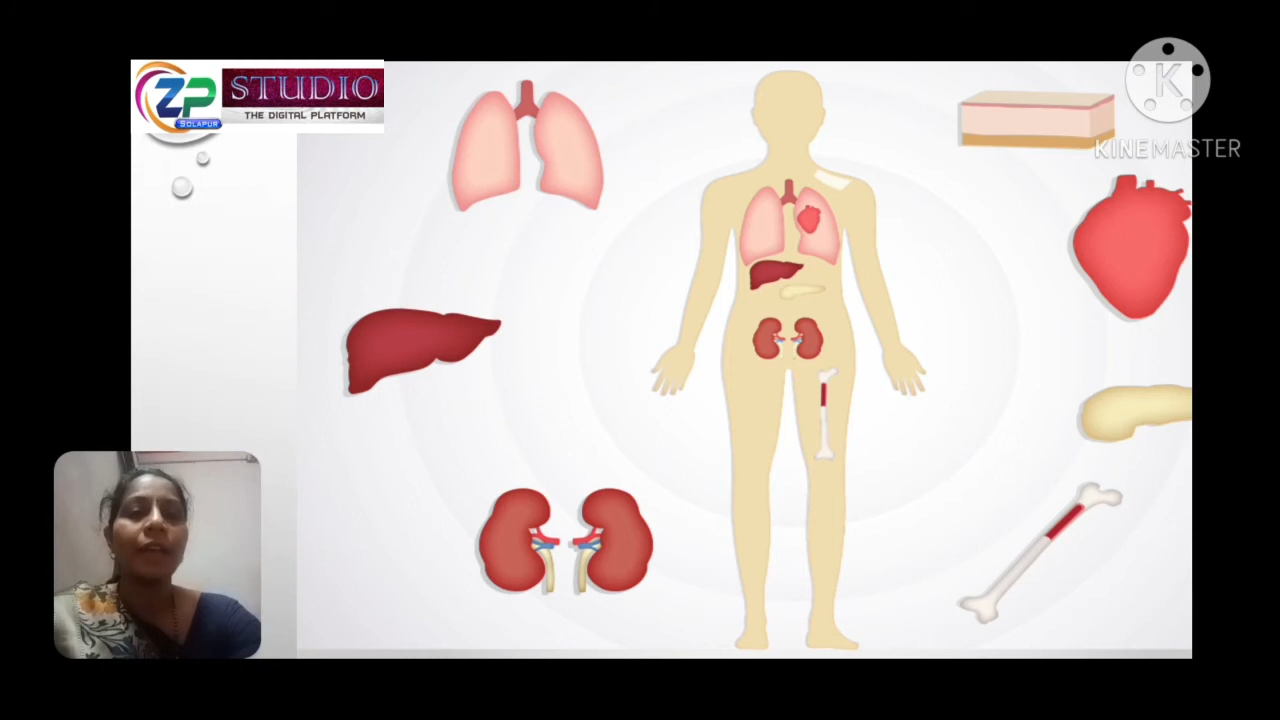 ZP
SOLAPUR
STUDIO
THE DIGITAL PLATFORM
K
KINEMASTER